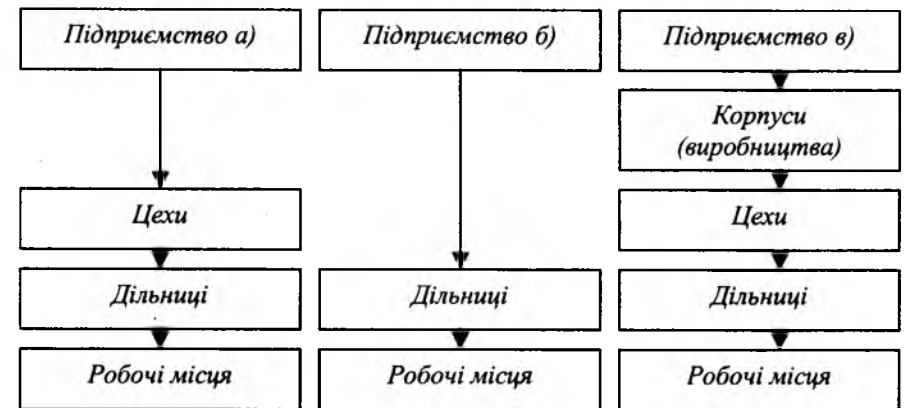 Підприємство а)
Підприємство б)
Підприємство в)
Корпуси
(виробництва)
Цехи
Цехи
Дільниці
Дільниці
Дільниці
Робочі місця
Робочі місця
Робочі місця